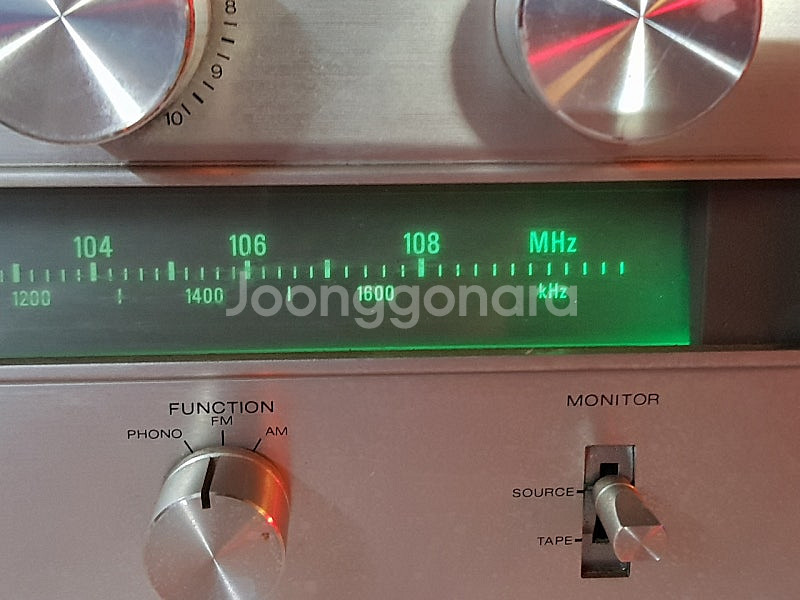 8
9
10
104 106 108 MHz
1200 1400 1600 kHz
Joonggonara
FUNCTION
PHONO FM AM
MONITOR
SOURCE
TAPE